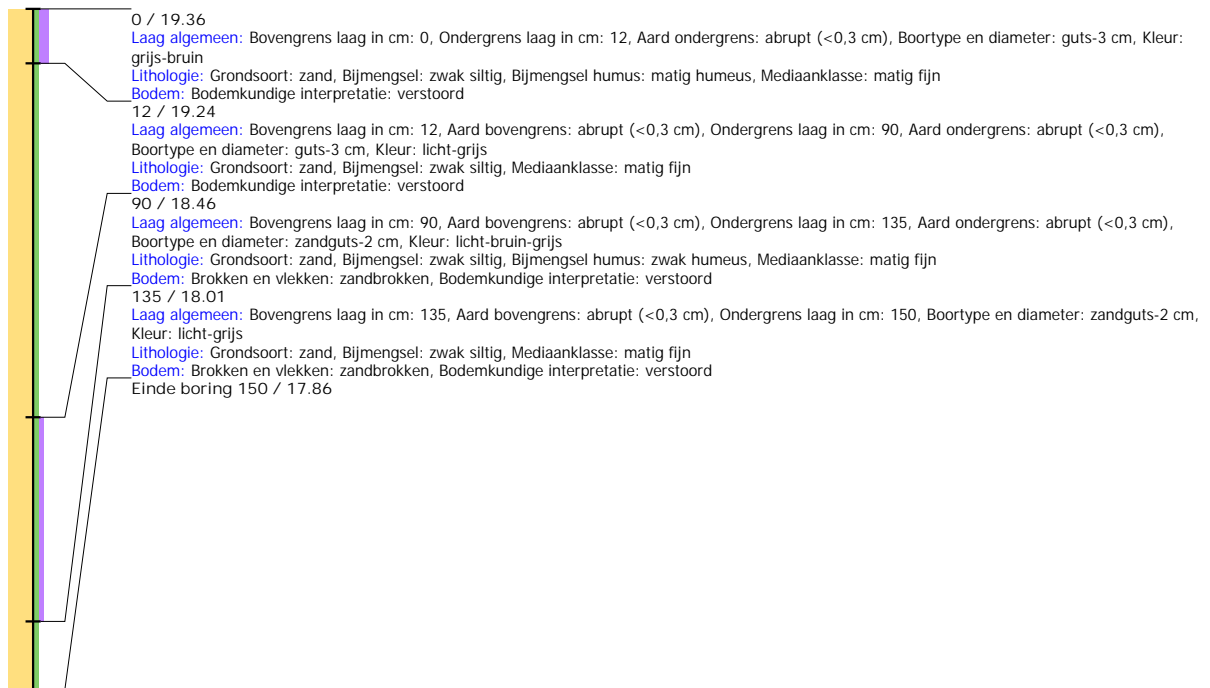 0 / 19.36
Laag algemeen: Bovengrens laag in cm: 0, Ondergrens laag in cm: 12, Aard ondergrens: abrupt (<0,3 cm), Boortype en diameter: guts-3 cm, Kleur:
grijs-bruin
Lithologie: Grondsoort: zand, Bijmengsel: zwak siltig, Bijmengsel humus: matig humeus, Mediaanklasse: matig fijn
Bodem: Bodemkundige interpretatie: verstoord
12 / 19.24
Laag algemeen: Bovengrens laag in cm: 12, Aard bovengrens: abrupt (<0,3 cm), Ondergrens laag in cm: 90, Aard ondergrens: abrupt (<0,3 cm),
Boortype en diameter: guts-3 cm, Kleur: licht-grijs
Lithologie: Grondsoort: zand, Bijmengsel: zwak siltig, Mediaanklasse: matig fijn
Bodem: Bodemkundige interpretatie: verstoord
90 / 18.46
Laag algemeen: Bovengrens laag in cm: 90, Aard bovengrens: abrupt (<0,3 cm), Ondergrens laag in cm: 135, Aard ondergrens: abrupt (<0,3 cm),
Boortype en diameter: zandguts-2 cm, Kleur: licht-bruin-grijs
Lithologie: Grondsoort: zand, Bijmengsel: zwak siltig, Bijmengsel humus: zwak humeus, Mediaanklasse: matig fijn
Bodem: Brokken en vlekken: zandbrokken, Bodemkundige interpretatie: verstoord
135 / 18.01
Laag algemeen: Bovengrens laag in cm: 135, Aard bovengrens: abrupt (<0,3 cm), Ondergrens laag in cm: 150, Boortype en diameter: zandguts-2 cm,
Kleur: licht-grijs
Lithologie: Grondsoort: zand, Bijmengsel: zwak siltig, Mediaanklasse: matig fijn
Bodem: Brokken en vlekken: zandbrokken, Bodemkundige interpretatie: verstoord
Einde boring 150 / 17.86